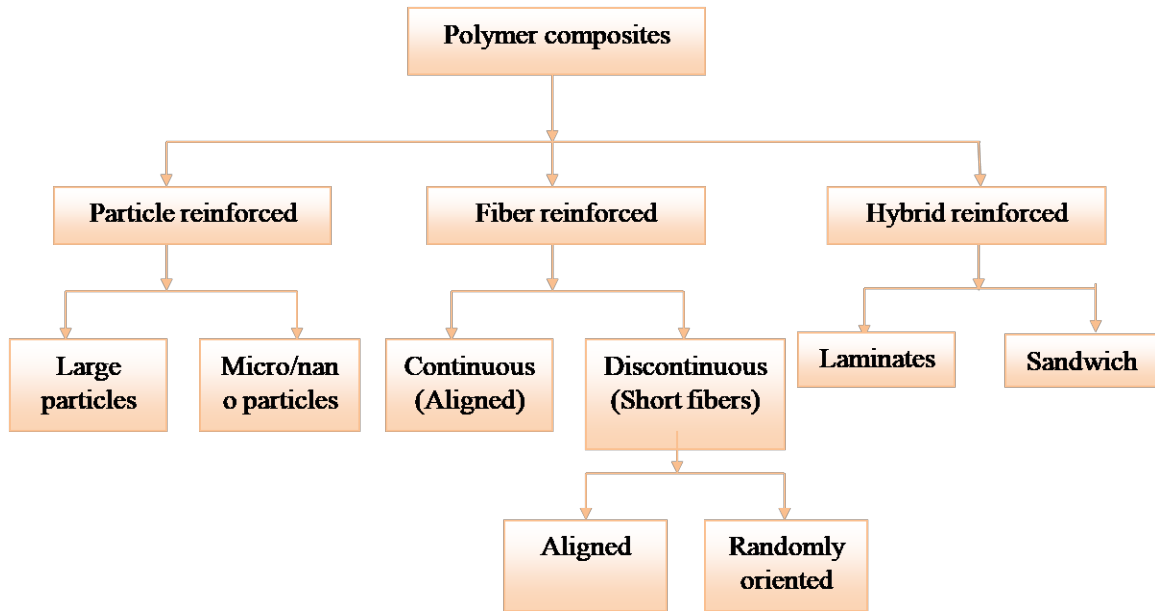 Polymer composites
Particle reinforced
Fiber reinforced
Hybrid reinforced
Large
particles
Micro/nan
o particles
Continuous
(Aligned)
Discontinuous
(Short fibers)
Laminates
Sandwich
Aligned
Randomly
oriented